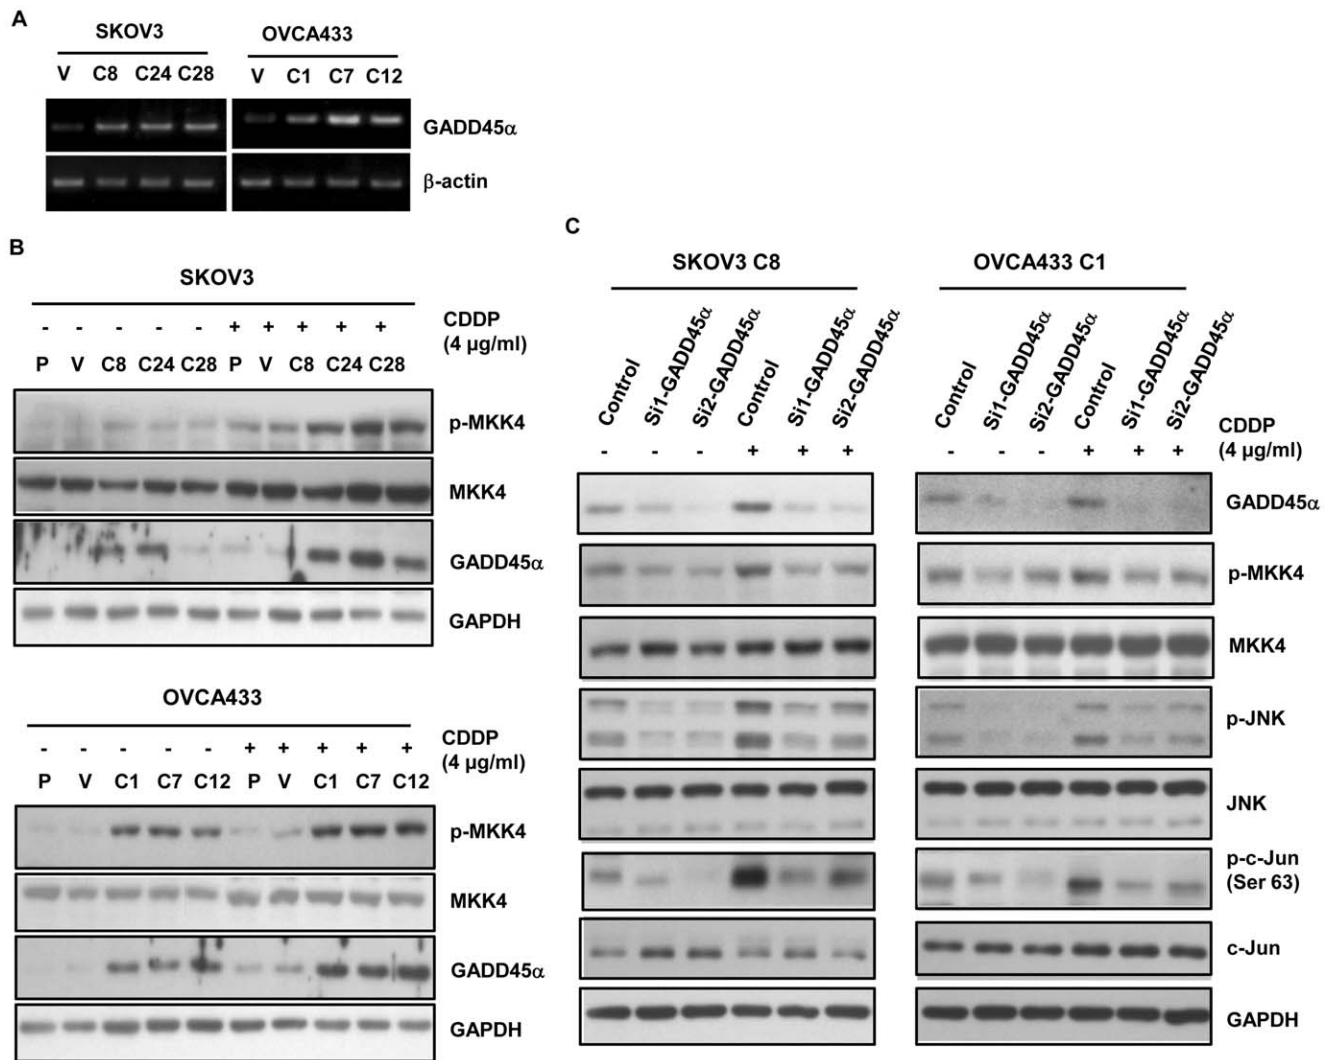 A
SKOV3 OVCA433
V C8 C24 C28 V C1 C7 C12
GADD45α
β-actin
B
SKOV3
- - - - - + + + + + CDDP
(4 µg/ml)
P V C8 C24 C28 P V C8 C24 C28
p-MKK4
MKK4
GADD45α
GAPDH
OVCA433
- - - - - + + + + + CDDP
(4 µg/ml)
P V C1 C7 C12 P V C1 C7 C12
p-MKK4
MKK4
GADD45α
GAPDH
C
SKOV3 C8 OVCA433 C1
Control Si1-GADD45α Si2-GADD45α Control Si1-GADD45α Si2-GADD45α Control Si1-GADD45α Si2-GADD45α Control Si1-GADD45α Si2-GADD45α
CDDP
- - - + + + - - - + + + (4 µg/ml)
GADD45α
p-MKK4
MKK4
p-JNK
JNK
p-c-Jun
(Ser 63)
c-Jun
GAPDH